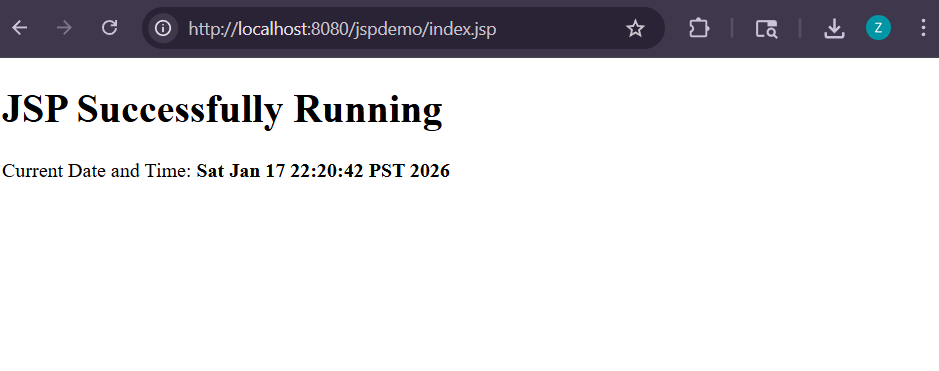 http://localhost:8080/jspdemo/index.jsp
Z
JSP Successfully Running
Current Date and Time: Sat Jan 17 22:20:42 PST 2026